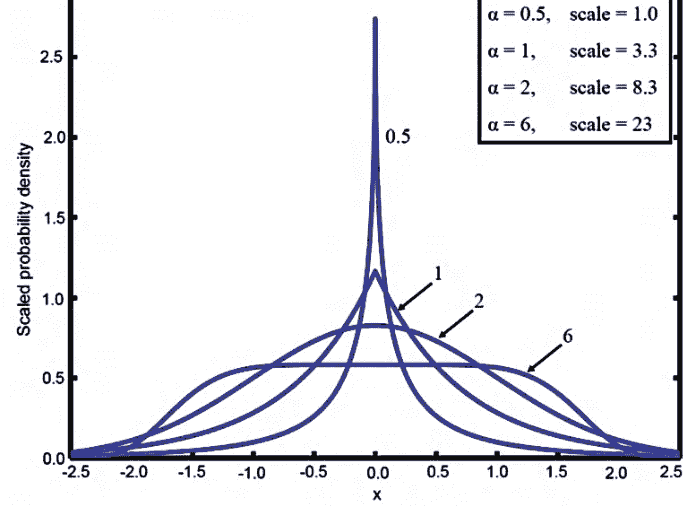 α = 0.5, scale = 1.0
α = 1, scale = 3.3
α = 2, scale = 8.3
α = 6, scale = 23
Scaled probability density
2.5
2.0
1.5
1.0
0.5
0.0
0.5
1
2
6
-2.5 -2.0 -1.5 -1.0 -0.5 0.0 0.5 1.0 1.5 2.0 2.5
x